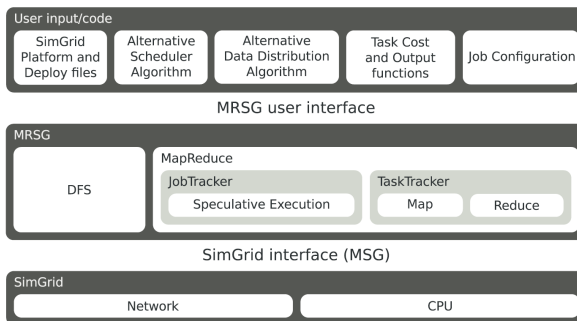 User input/code
SimGrid
Platform and
Deploy files
Alternative
Scheduler
Algorithm
Alternative
Data Distribution
Algorithm
Task Cost
and Output
functions
Job Configuration
MRSG user interface
MRSG
DFS
MapReduce
JobTracker
Speculative Execution
TaskTracker
Map
Reduce
SimGrid interface (MSG)
SimGrid
Network
CPU